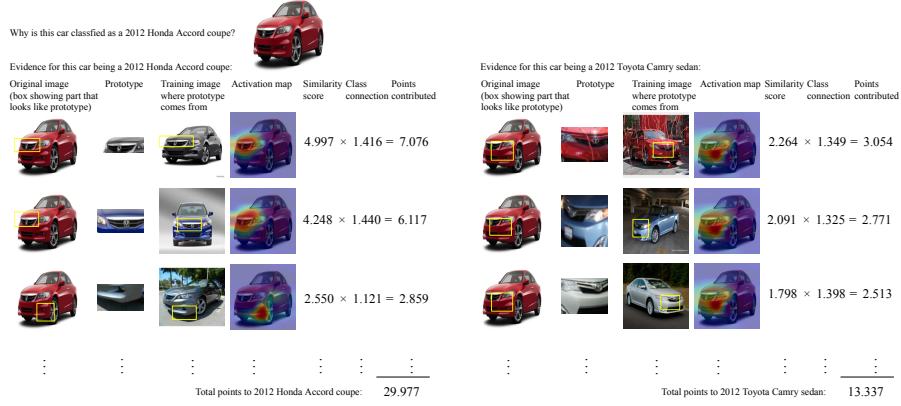 Why is this car classfied as a 2012 Honda Accord coupe?
Evidence for this car being a 2012 Honda Accord coupe:
Original image
(box showing part that
looks like prototype)
Prototype
Training image
where prototype
comes from
Activation map
Similarity
score
Class
connection
Points
contributed
4.997 × 1.416 = 7.076
4.248 × 1.440 = 6.117
2.550 × 1.121 = 2.859
⋮ ⋮ ⋮ ⋮ ⋮ ⋮ ⋮
Total points to 2012 Honda Accord coupe: 29.977
Evidence for this car being a 2012 Toyota Camry sedan:
Original image
(box showing part that
looks like prototype)
Prototype
Training image
where prototype
comes from
Activation map
Similarity
score
Class
connection
Points
contributed
2.264 × 1.349 = 3.054
2.091 × 1.325 = 2.771
1.798 × 1.398 = 2.513
⋮ ⋮ ⋮ ⋮ ⋮ ⋮ ⋮
Total points to 2012 Toyota Camry sedan: 13.337